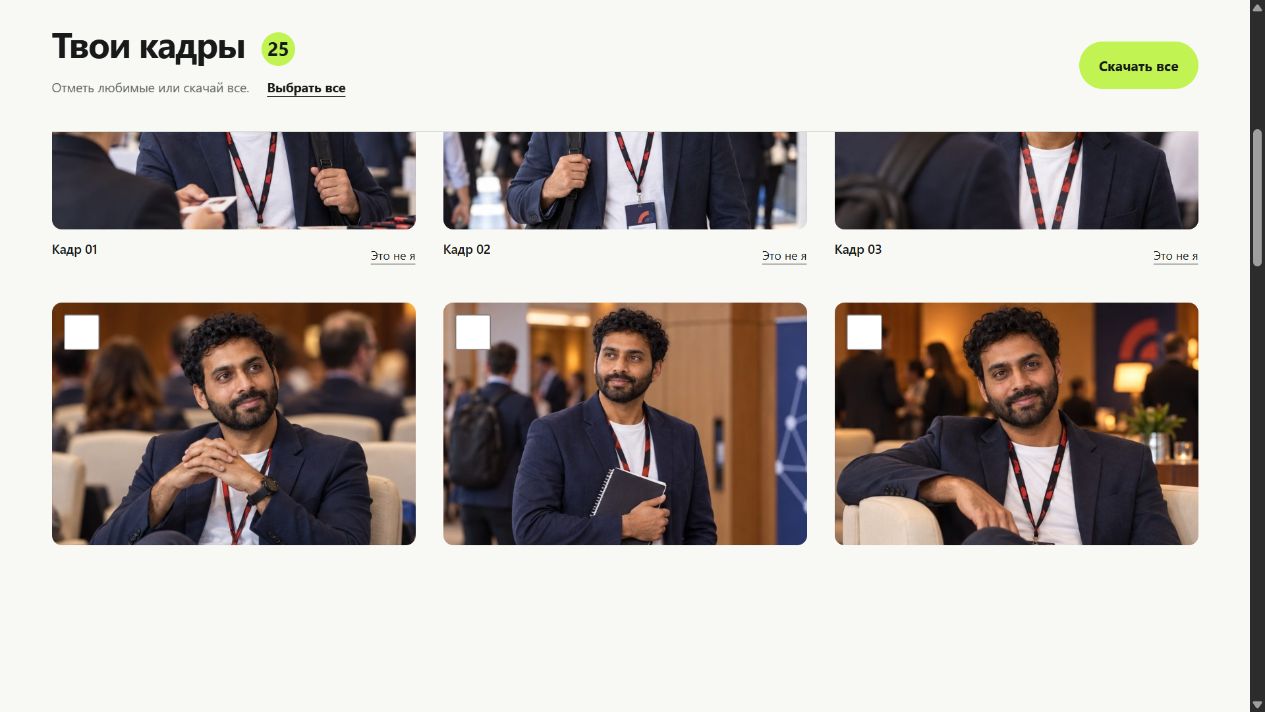 Твои кадры 25
Скачать все
Отметь любимые или скачай все. Выбрать все
Кадр 01 Это не я
Кадр 02 Это не я
Кадр 03 Это не я